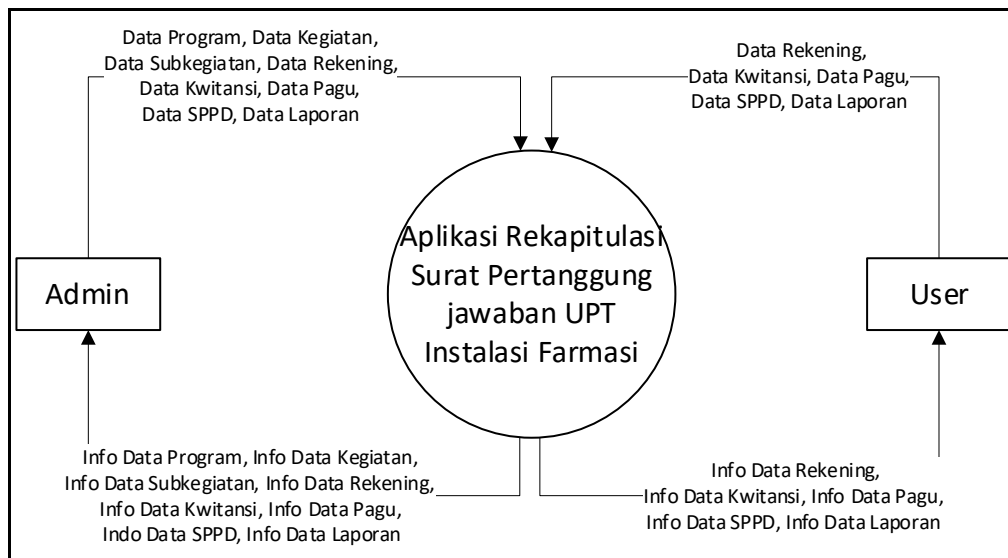 Data Program, Data Kegiatan,
Data Subkegiatan, Data Rekening,
Data Kwitansi, Data Pagu,
Data SPPD, Data Laporan
Data Rekening,
Data Kwitansi, Data Pagu,
Data SPPD, Data Laporan
Admin
Aplikasi Rekapitulasi
Surat Pertanggung
jawaban UPT
Instalasi Farmasi
User
Info Data Program, Info Data Kegiatan,
Info Data Subkegiatan, Info Data Rekening,
Info Data Kwitansi, Info Data Pagu,
Indo Data SPPD, Info Data Laporan
Info Data Rekening,
Info Data Kwitansi, Info Data Pagu,
Info Data SPPD, Info Data Laporan